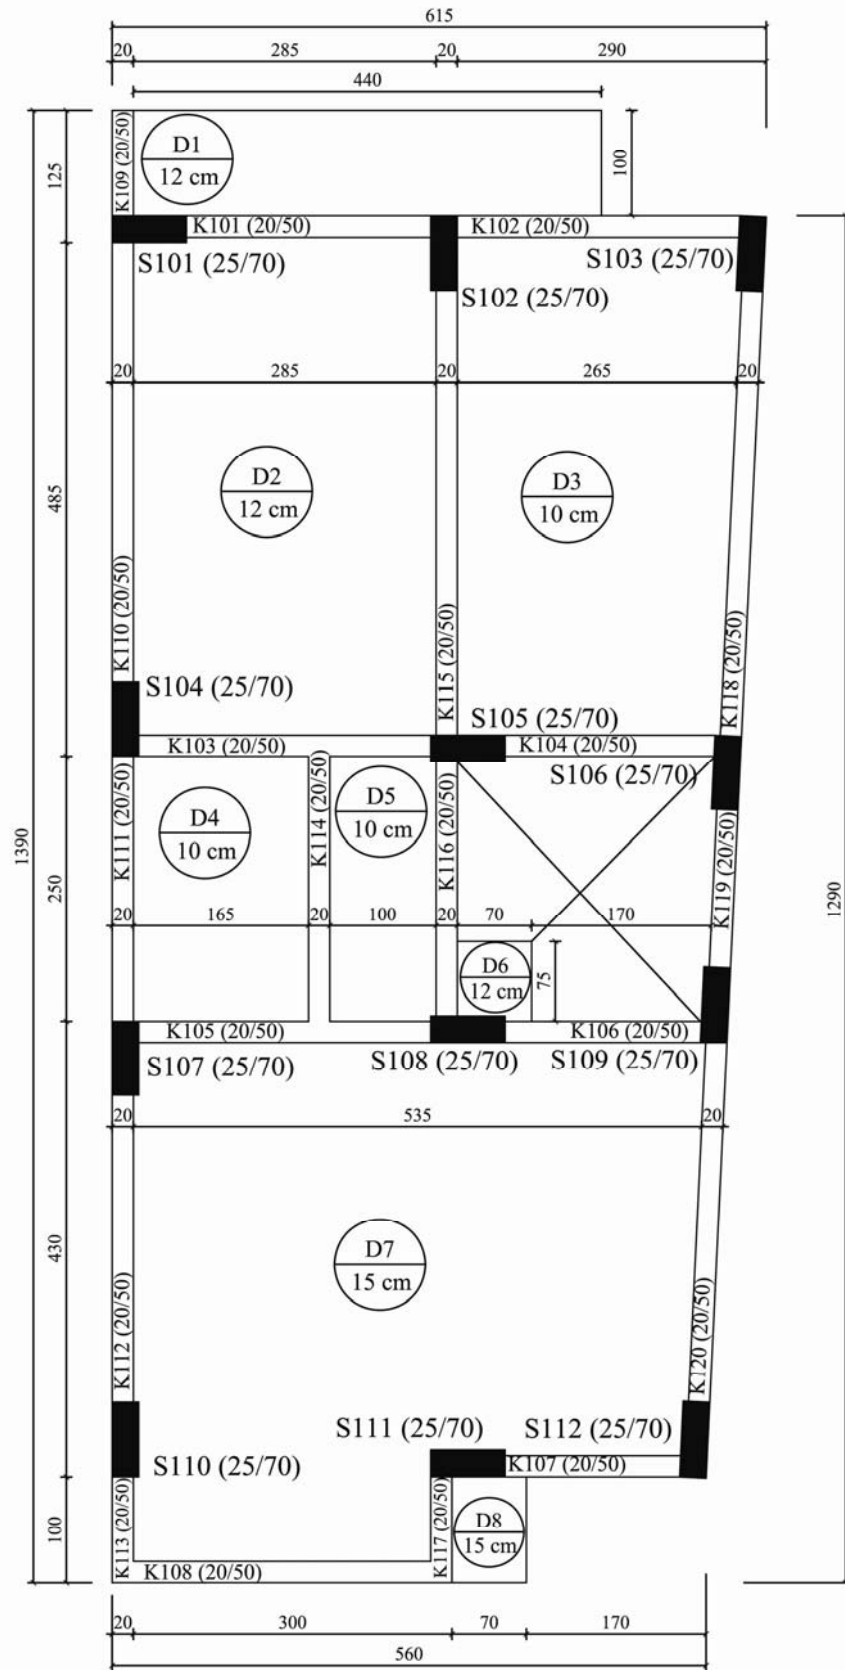 615
20 285 20 290
440
K109 (20/50)
D1
12 cm
125
100
K101 (20/50)
K102 (20/50)
S101 (25/70)
S103 (25/70)
S102 (25/70)
20 285 20 265 20
D2
12 cm
D3
10 cm
485
K110 (20/50)
K115 (20/50)
K118 (20/50)
S104 (25/70)
S105 (25/70)
K103 (20/50)
K104 (20/50)
S106 (25/70)
K111 (20/50)
K114 (20/50)
K116 (20/50)
K119 (20/50)
D4
10 cm
D5
10 cm
1390
250
1290
20 165 20 100 20 70 170
D6
12 cm
75
K105 (20/50)
K106 (20/50)
S107 (25/70)
S108 (25/70)
S109 (25/70)
20 535 20
430
D7
15 cm
K112 (20/50)
K120 (20/50)
S111 (25/70)
S112 (25/70)
S110 (25/70)
K107 (20/50)
100
K113 (20/50)
K117 (20/50)
D8
15 cm
K108 (20/50)
20 300 70 170
560